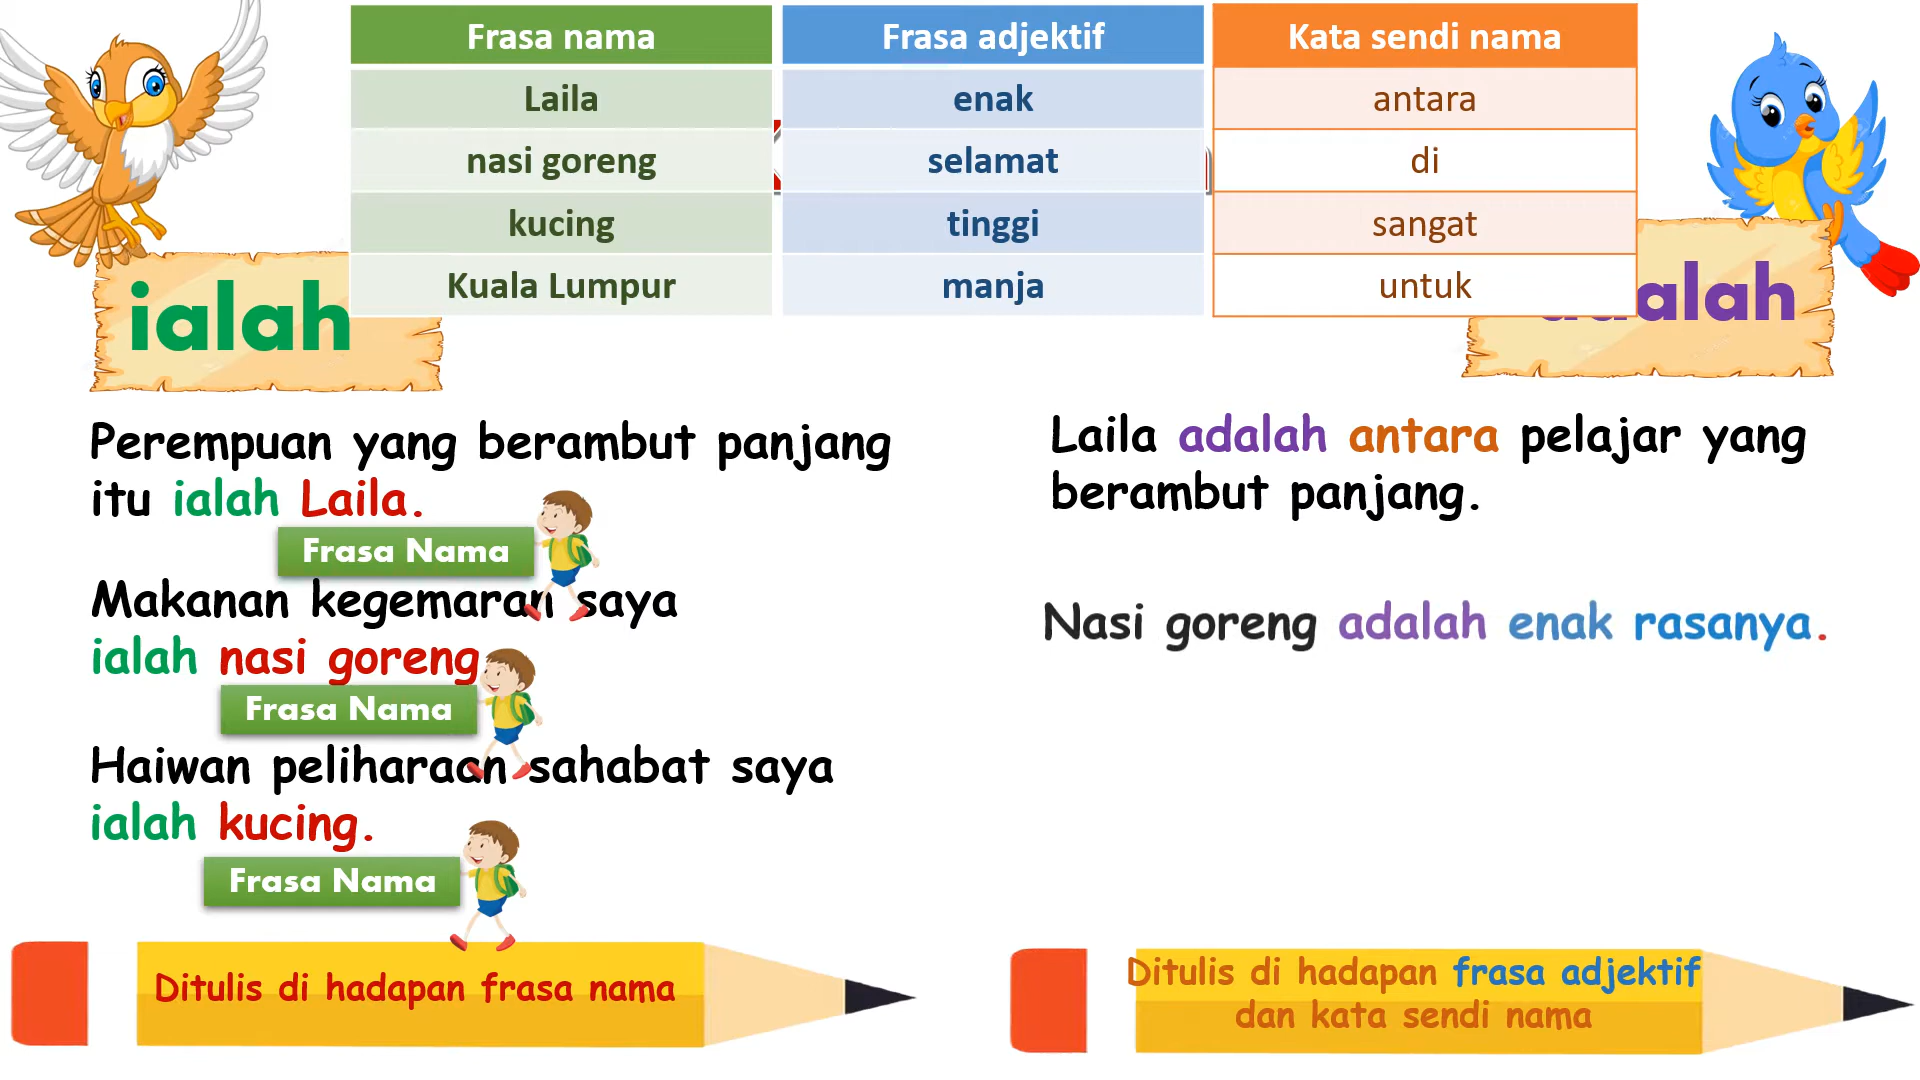 Frasa nama Frasa adjektif Kata sendi nama
Laila enak antara
nasi goreng selamat di
kucing tinggi sangat
Kuala Lumpur manja untuk
ialah
adalah
Perempuan yang berambut panjang
itu ialah Laila.
Frasa Nama
Makanan kegemaran saya
ialah nasi goreng
Frasa Nama
Haiwan peliharaan sahabat saya
ialah kucing.
Frasa Nama
Ditulis di hadapan frasa nama
Laila adalah antara pelajar yang
berambut panjang.
Nasi goreng adalah enak rasanya.
Ditulis di hadapan frasa adjektif
dan kata sendi nama